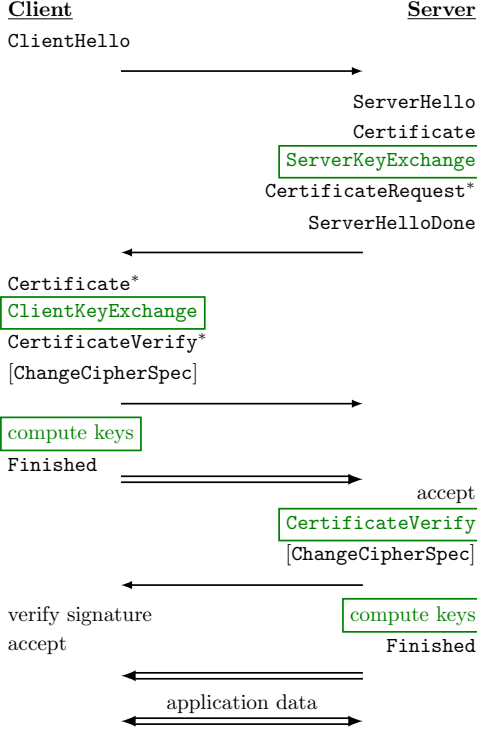 Client Server
ClientHello
ServerHello
Certificate
ServerKeyExchange
CertificateRequest*
ServerHelloDone
Certificate*
ClientKeyExchange
CertificateVerify*
[ChangeCipherSpec]
compute keys
Finished
accept
CertificateVerify
[ChangeCipherSpec]
verify signature compute keys
accept Finished
application data